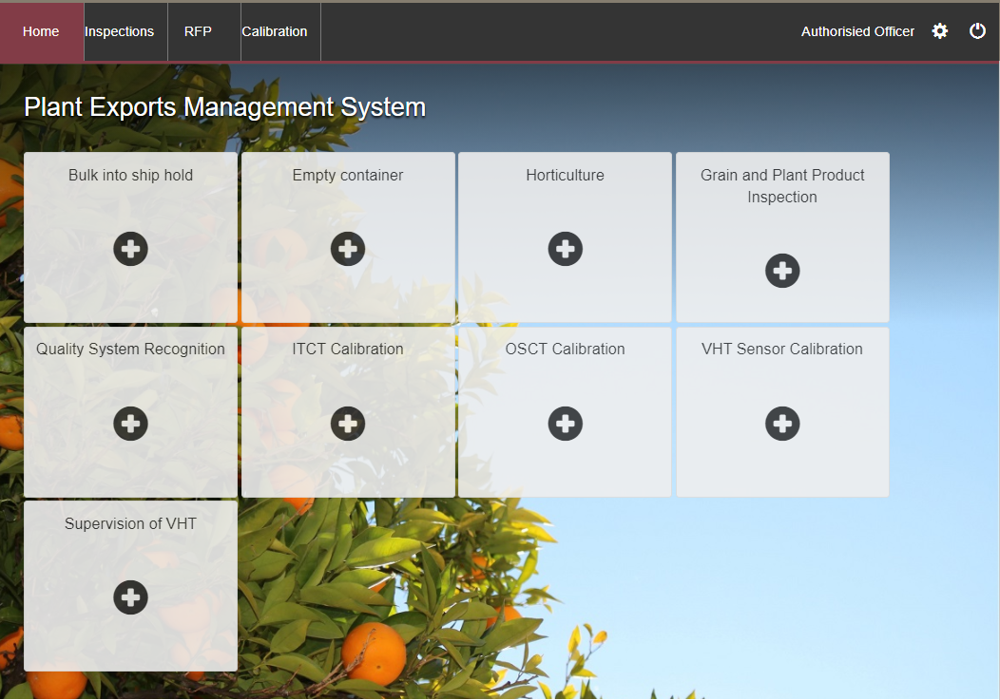 Home
Inspections
RFP
Calibration
Authorisied Officer
Plant Exports Management System
Bulk into ship hold
Empty container
Horticulture
Grain and Plant Product
Inspection
Quality System Recognition
ITCT Calibration
OSCT Calibration
VHT Sensor Calibration
Supervision of VHT